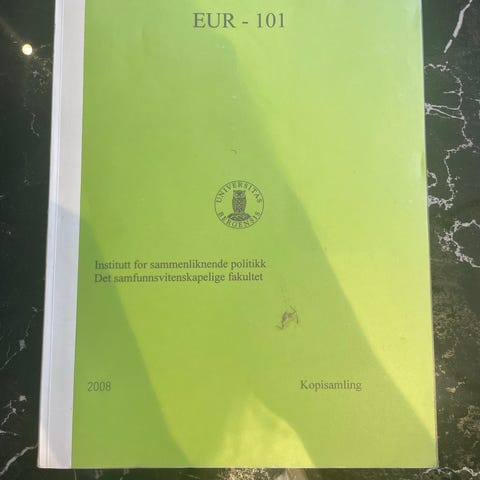 EUR - 101
UNIVERSITAS
BERGENSIS
Institutt for sammenliknende politikk
Det samfunnsvitenskapelige fakultet
2008 Kopisamling